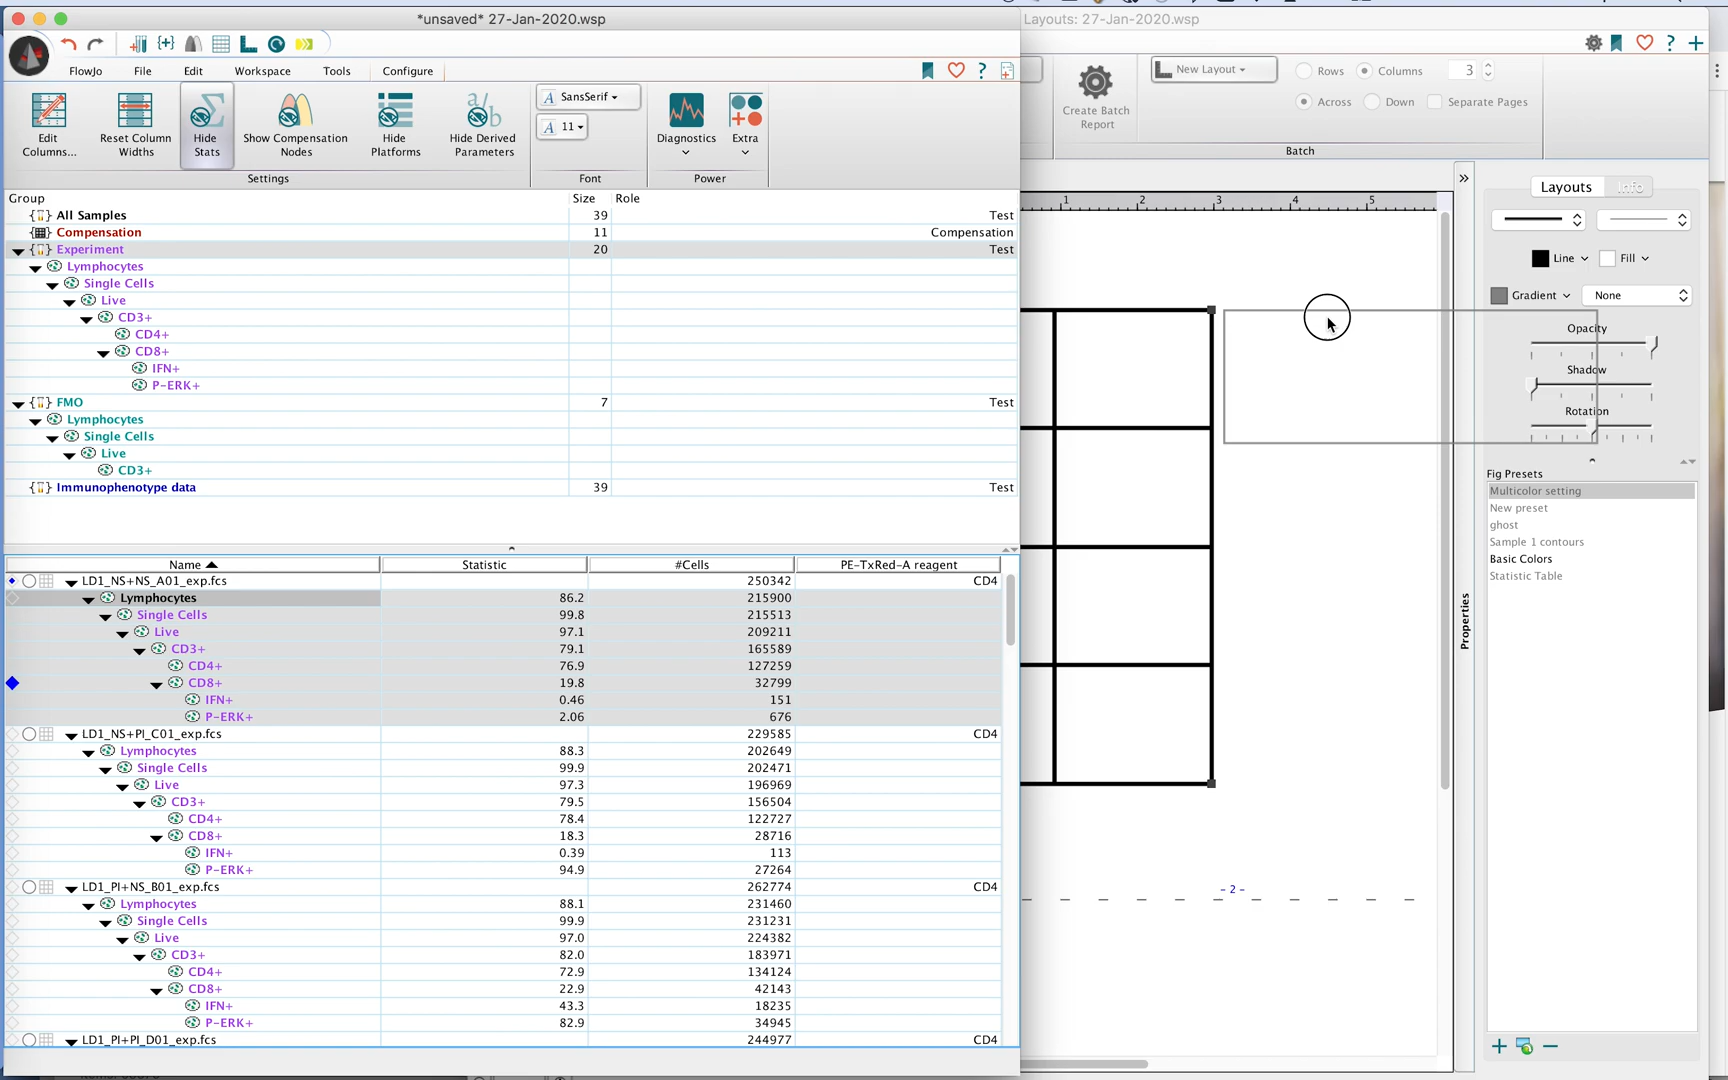 *unsaved* 27-Jan-2020.wsp
Layouts: 27-Jan-2020.wsp
FlowJo File Edit Workspace Tools Configure
Edit Columns...
Reset Column Widths
Hide Stats
Show Compensation Nodes
Hide Platforms
Hide Derived Parameters
Settings
A SansSerif
A 11
Font
Diagnostics
Extra
Power
Create Batch Report
New Layout
Rows Columns 3
Across Down Separate Pages
Batch
Group Size Role
All Samples 39 Test
Compensation 11 Compensation
Experiment 20 Test
Lymphocytes
Single Cells
Live
CD3+
CD4+
CD8+
IFN+
P-ERK+
FMO 7 Test
Lymphocytes
Single Cells
Live
CD3+
Immunophenotype data 39 Test
Name Statistic #Cells PE-TxRed-A reagent
LD1_NS+NS_A01_exp.fcs 250342 CD4
Lymphocytes 86.2 215900
Single Cells 99.8 215513
Live 97.1 209211
CD3+ 79.1 165589
CD4+ 76.9 127259
CD8+ 19.8 32799
IFN+ 0.46 151
P-ERK+ 2.06 676
LD1_NS+PI_C01_exp.fcs 229585 CD4
Lymphocytes 88.3 202649
Single Cells 99.9 202471
Live 97.3 196969
CD3+ 79.5 156504
CD4+ 78.4 122727
CD8+ 18.3 28716
IFN+ 0.39 113
P-ERK+ 94.9 27264
LD1_PI+NS_B01_exp.fcs 262774 CD4
Lymphocytes 88.1 231460
Single Cells 99.9 231231
Live 97.0 224382
CD3+ 82.0 183971
CD4+ 72.9 134124
CD8+ 22.9 42143
IFN+ 43.3 18235
P-ERK+ 82.9 34945
LD1_PI+PI_D01_exp.fcs 244977 CD4
1 2 3 4 5
- 2 -
Properties
Layouts Info
Line Fill
Gradient None
Opacity
Shadow
Rotation
Fig Presets
Multicolor setting
New preset
ghost
Sample 1 contours
Basic Colors
Statistic Table